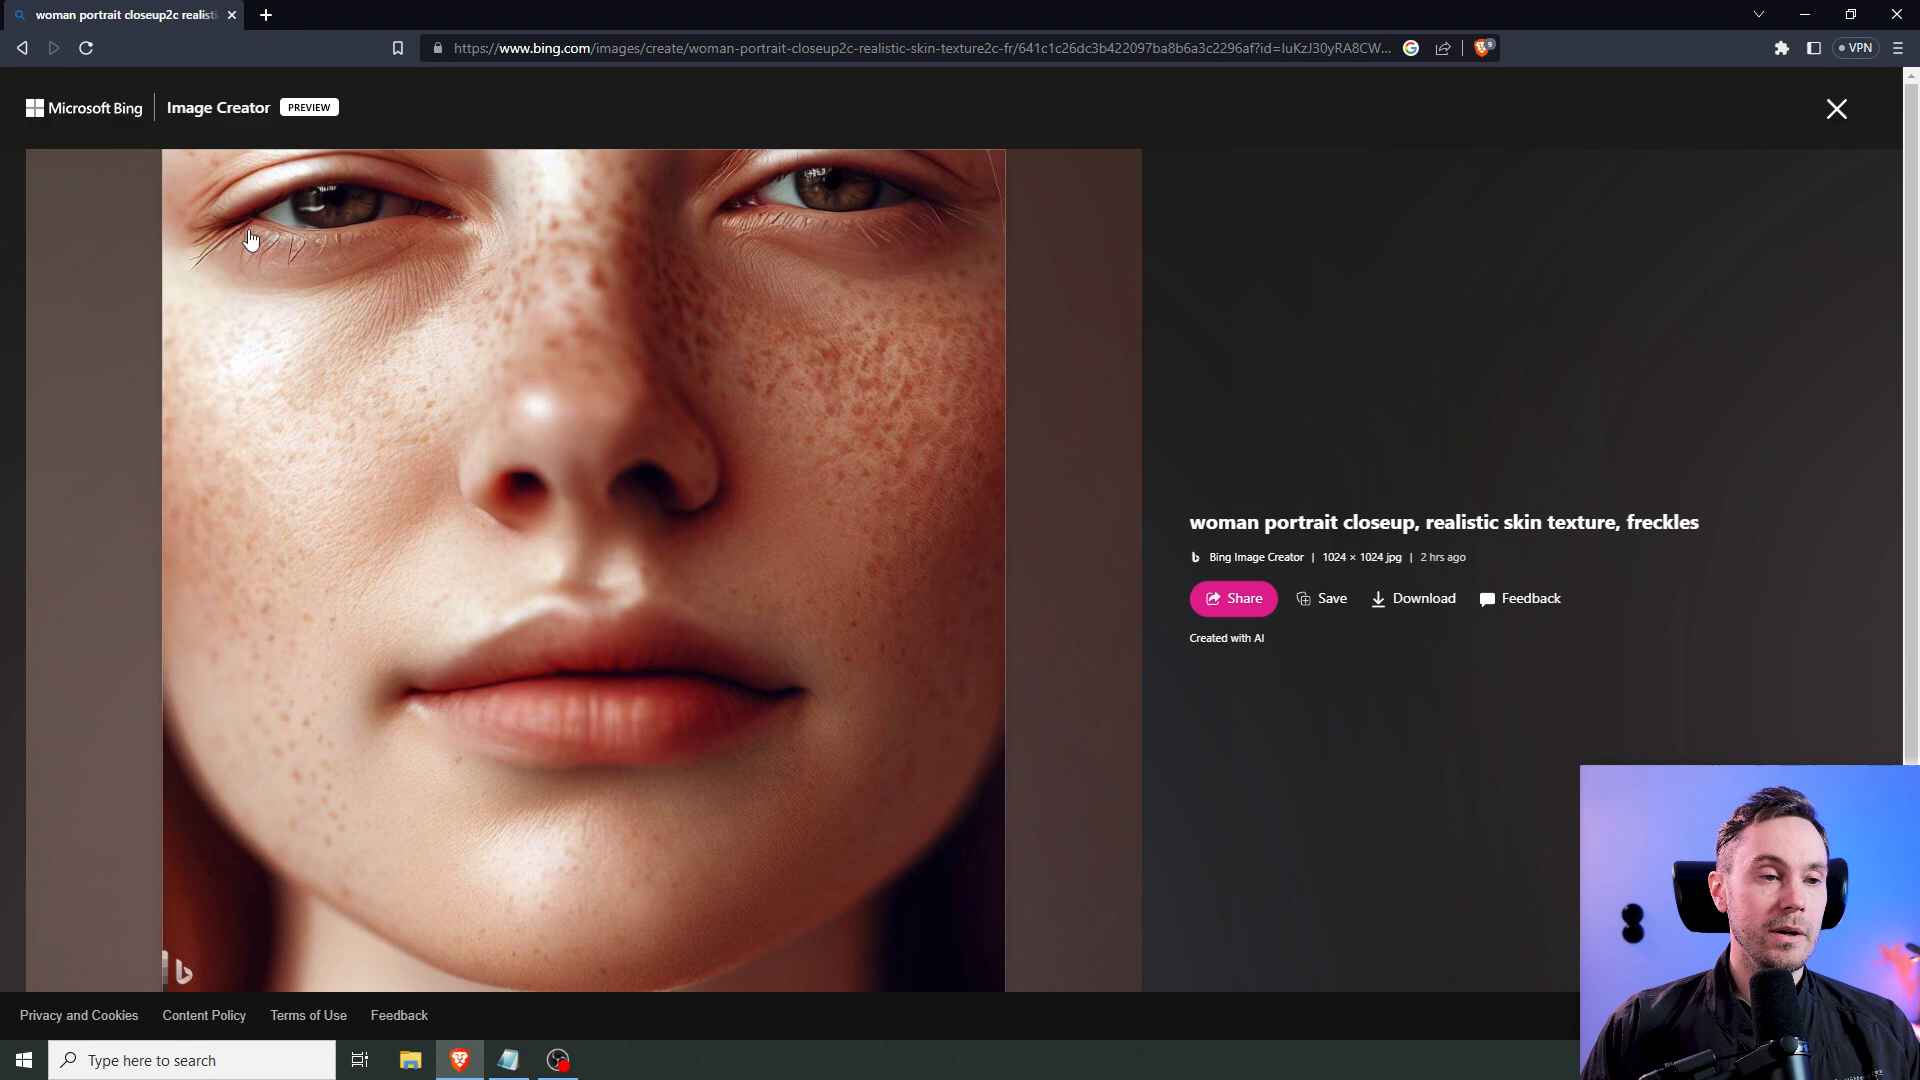 woman portrait closeup2c realisti
https://www.bing.com/images/create/woman-portrait-closeup2c-realistic-skin-texture2c-fr/641c1c26dc3b422097ba8b6a3c2296af?id=IuKzJ30yRA8CW...
9
VPN
Microsoft Bing
Image Creator
PREVIEW
woman portrait closeup, realistic skin texture, freckles
Bing Image Creator | 1024 × 1024 jpg | 2 hrs ago
Share
Save
Download
Feedback
Created with AI
Privacy and Cookies
Content Policy
Terms of Use
Feedback
Type here to search